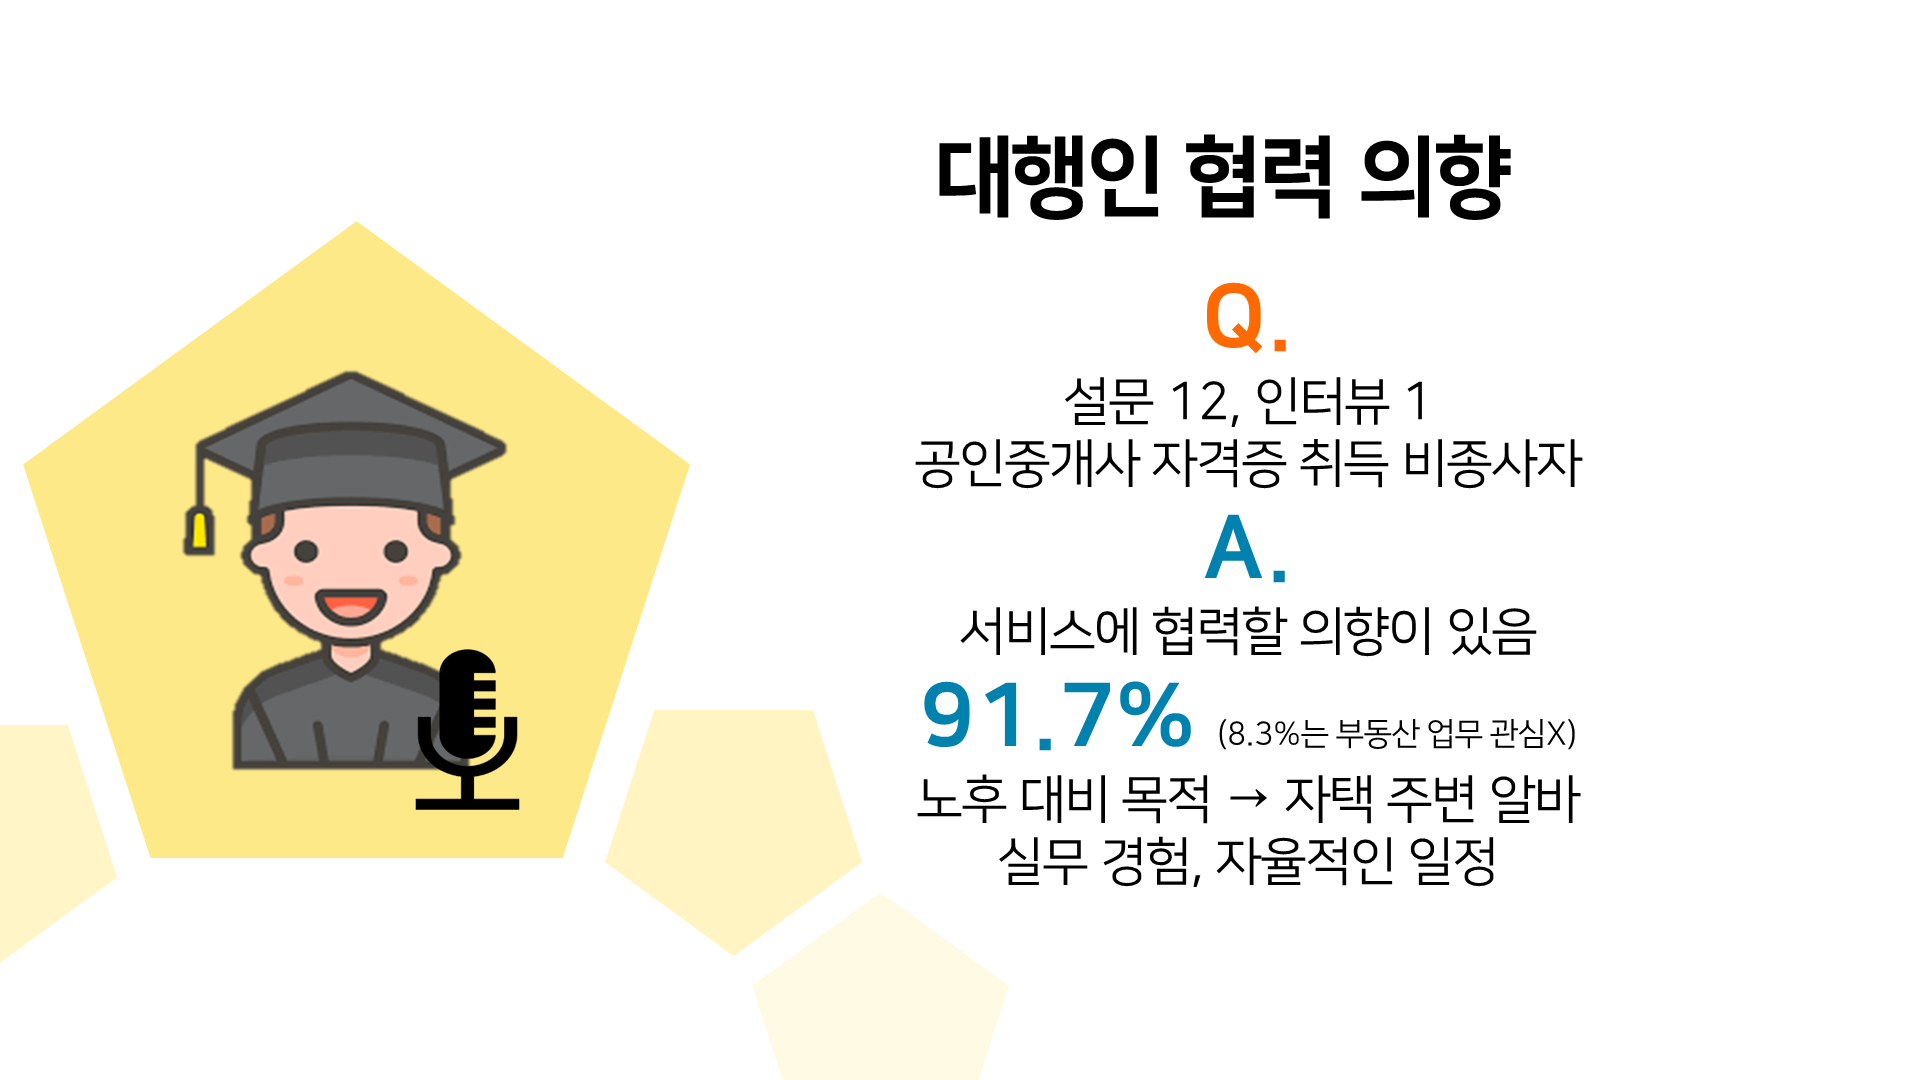 대행인 협력 의향
Q.
설문 12, 인터뷰 1
공인중개사 자격증 취득 비종사자
A.
서비스에 협력할 의향이 있음
91.7% (8.3%는 부동산 업무 관심X)
노후 대비 목적 → 자택 주변 알바
실무 경험, 자율적인 일정